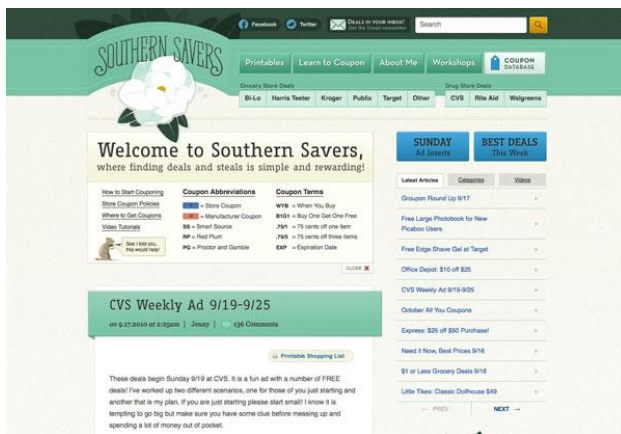 Facebook
Twitter
DEALS IN YOUR INBOX!
Get the Email newsletter
Search
SOUTHERN SAVERS
Printables
Learn to Coupon
About Me
Workshops
COUPON
DATABASE
Grocery Store Deals
Drug Store Deals
Bi-Lo Harris Teeter Kroger Publix Target Other
CVS Rite Aid Walgreens
Welcome to Southern Savers,
where finding deals and steals is simple and rewarding!
How to Start Couponing
Store Coupon Policies
Where to Get Coupons
Video Tutorials
See I told you,
this would help!
Coupon Abbreviations
= Store Coupon
= Manufacturer Coupon
SS = Smart Source
RP = Red Plum
PG = Proctor and Gamble
Coupon Terms
WYB = When You Buy
B1G1 = Buy One Get One Free
.75/1 = 75 cents off one item
.75/3 = 75 cents off three items
EXP = Expiration Date
CLOSE X
SUNDAY
Ad Inserts
BEST DEALS
This Week
Latest Articles Categories Videos
Groupon Round Up 9/17
Free Large Photobook for New
Picaboo Users
Free Edge Shave Gel at Target
Office Depot: $10 off $25
CVS Weekly Ad 9/19-9/25
October All You Coupons
Express: $25 off $50 Purchase!
Need it Now, Best Prices 9/16
$1 or Less Grocery Deals 9/16
Little Tikes: Classic Dollhouse $49
← PREV
NEXT →
CVS Weekly Ad 9/19-9/25
on 9.17.2010 at 2:25am | Jenny | 136 Comments
Printable Shopping List
These deals begin Sunday 9/19 at CVS. It is a fun ad with a number of FREE
deals! I've worked up two different scenarios, one for those of you just starting and
another that is my plan. If you are just starting please start small! I know it is
tempting to go big but make sure you have some clue before messing up and
spending a lot of money out of pocket.